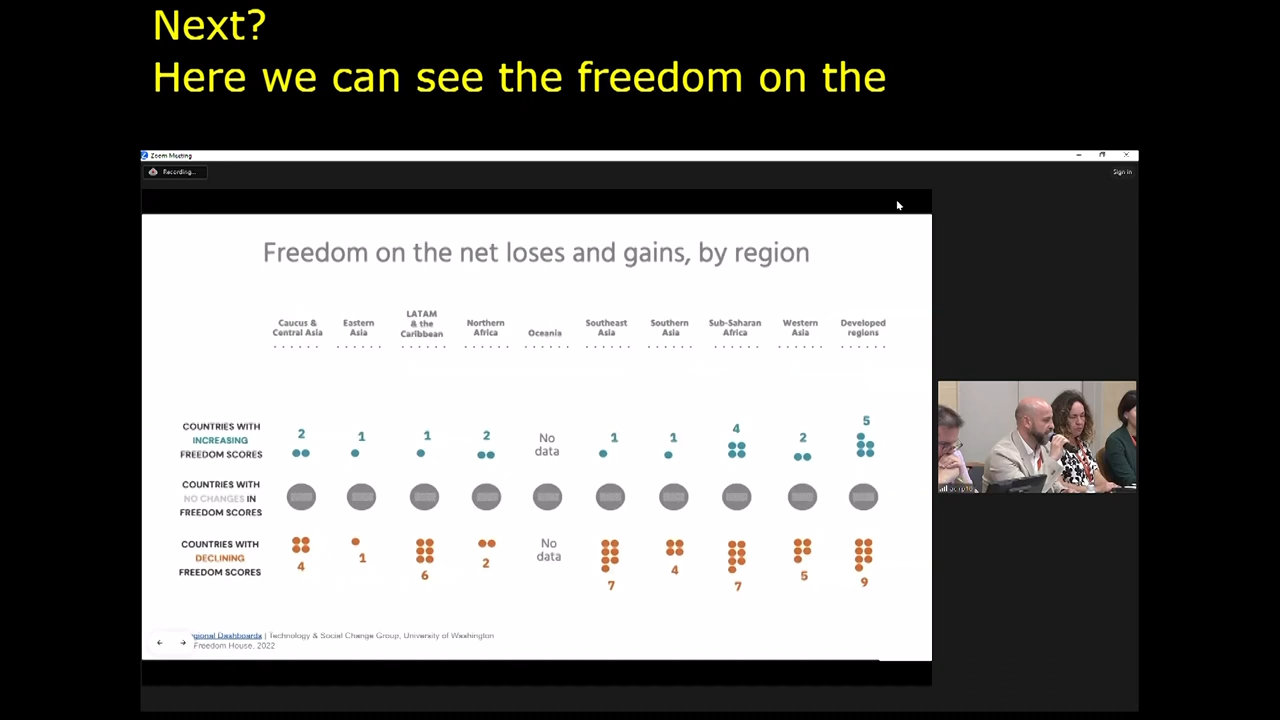 Next?
Here we can see the freedom on the
Zoom Meeting
Recording...
Sign in
Freedom on the net loses and gains, by region
Caucus &
Central Asia
Eastern
Asia
LATAM
& the
Caribbean
Northern
Africa
Oceania
Southeast
Asia
Southern
Asia
Sub-Saharan
Africa
Western
Asia
Developed
regions
COUNTRIES WITH
INCREASING
FREEDOM SCORES
2
1
1
2
No
data
1
1
4
2
5
COUNTRIES WITH
NO CHANGES IN
FREEDOM SCORES
COUNTRIES WITH
DECLINING
FREEDOM SCORES
4
1
6
2
No
data
7
4
7
5
9
Dashboards | Technology & Social Change Group, University of Washington
Freedom House. 2022